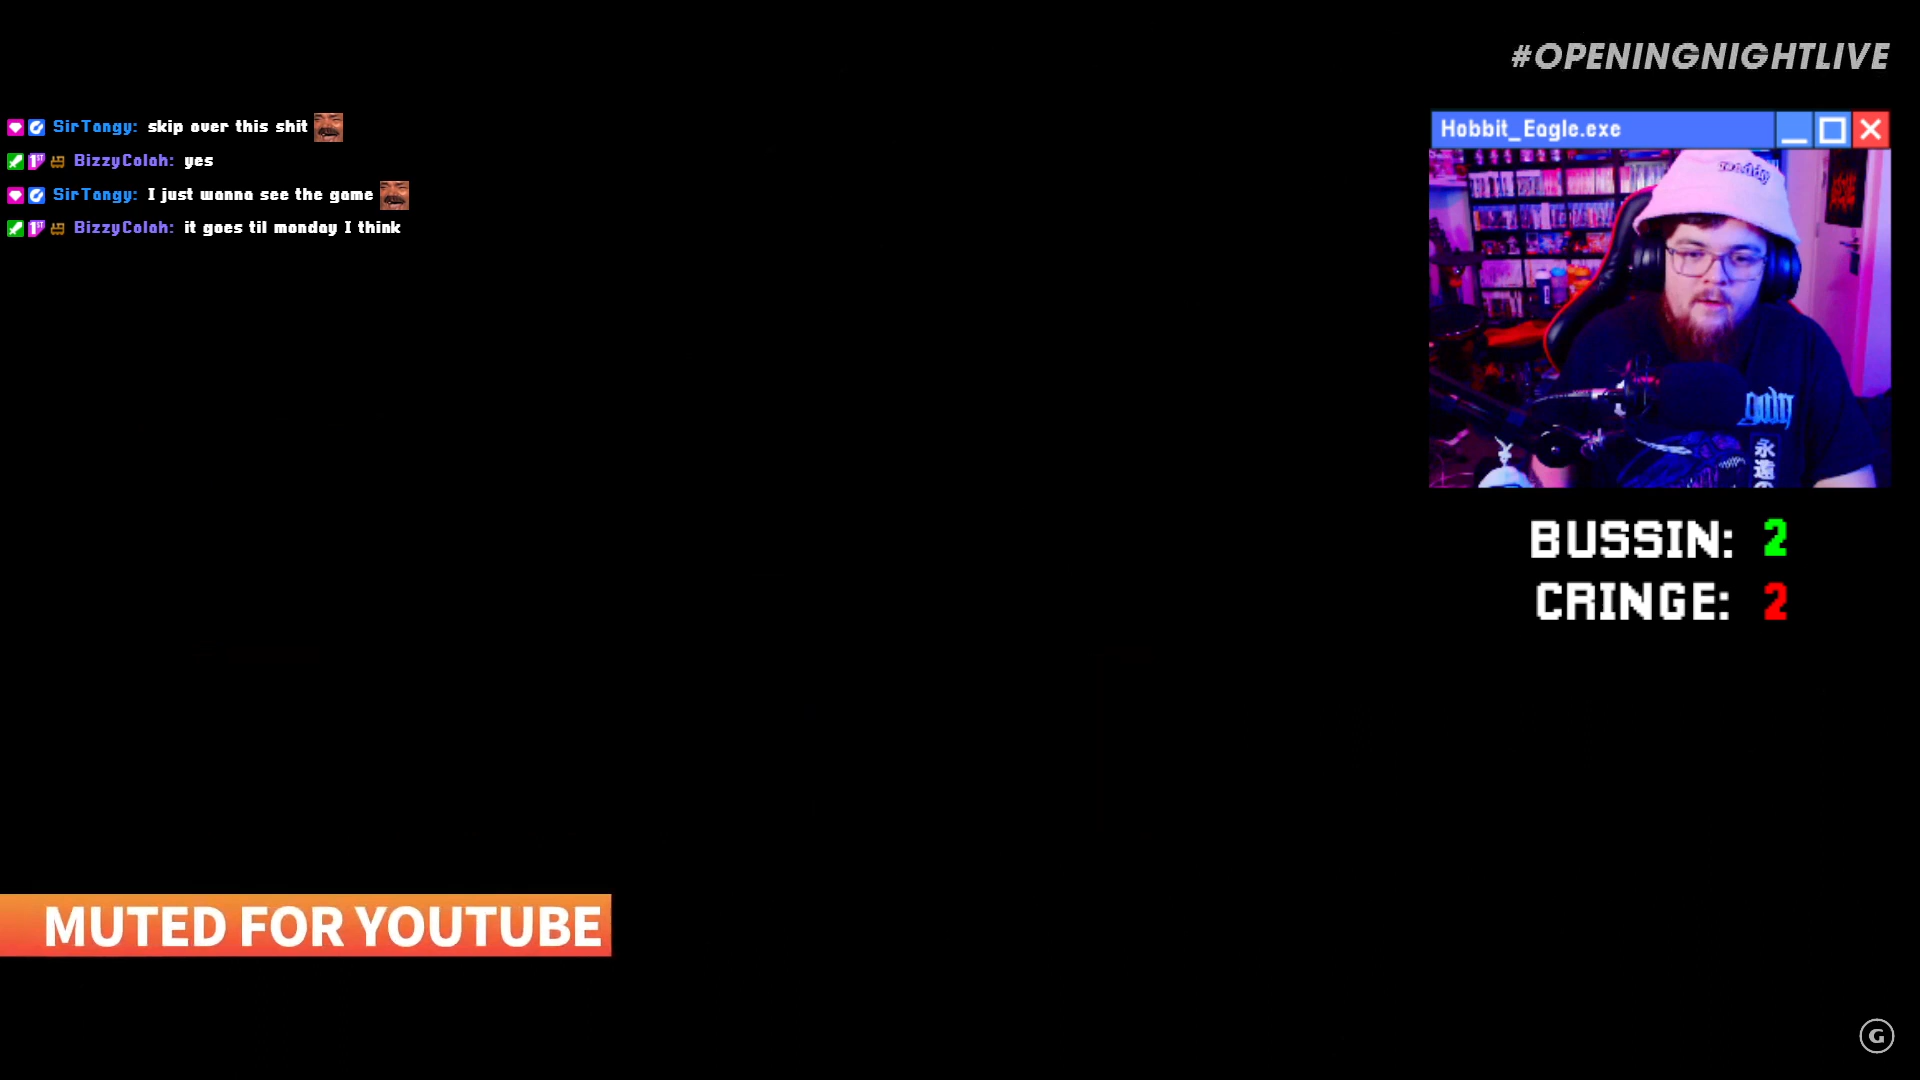 #OPENINGNIGHTLIVE
SirTangy: skip over this shit
BizzyColah: yes
SirTangy: I just wanna see the game
BizzyColah: it goes til monday I think
Hobbit_Eagle.exe
BUSSIN: 2
CRINGE: 2
MUTED FOR YOUTUBE
G